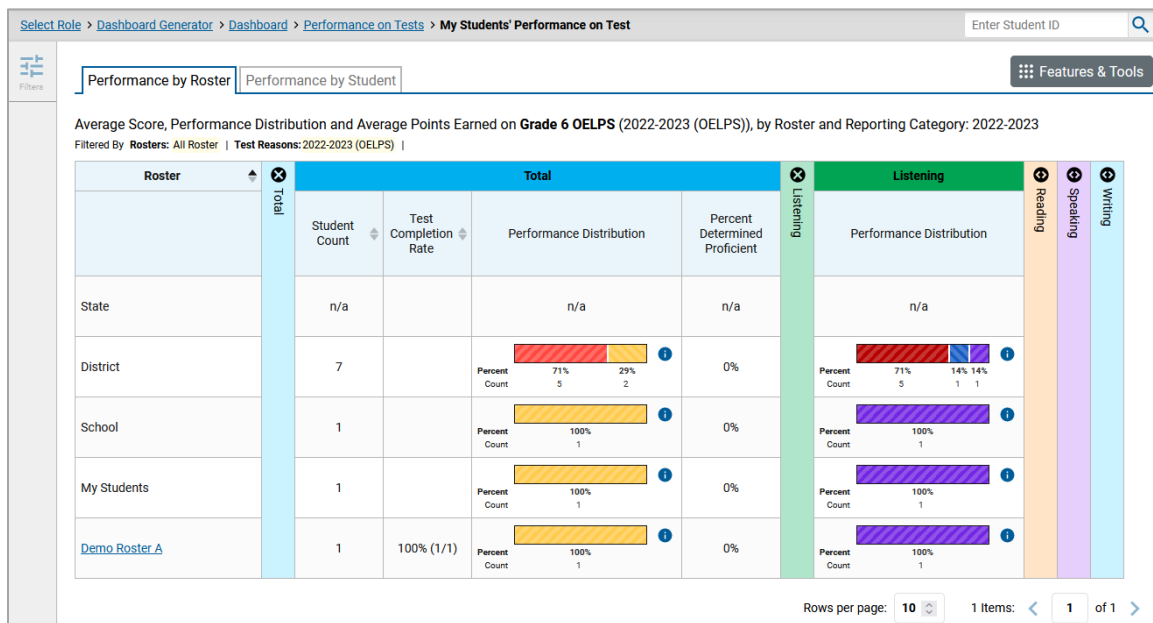 Select Role > Dashboard Generator > Dashboard > Performance on Tests > My Students' Performance on Test
Enter Student ID
Filters
Performance by Roster
Performance by Student
Features & Tools
Average Score, Performance Distribution and Average Points Earned on Grade 6 OELPS (2022-2023 (OELPS)), by Roster and Reporting Category: 2022-2023
Filtered By Rosters: All Roster | Test Reasons: 2022-2023 (OELPS) |
Roster
Total
Total
Listening
Listening
Reading
Speaking
Writing
Student Count
Test Completion Rate
Performance Distribution
Percent Determined Proficient
Performance Distribution
State n/a n/a n/a n/a
District 7 0%
Percent 71% 29%
Count 5 2
Percent 71% 14% 14%
Count 5 1 1
School 1 0%
Percent 100%
Count 1
Percent 100%
Count 1
My Students 1 0%
Percent 100%
Count 1
Percent 100%
Count 1
Demo Roster A 1 100% (1/1) 0%
Percent 100%
Count 1
Percent 100%
Count 1
Rows per page: 10 1 Items: 1 of 1